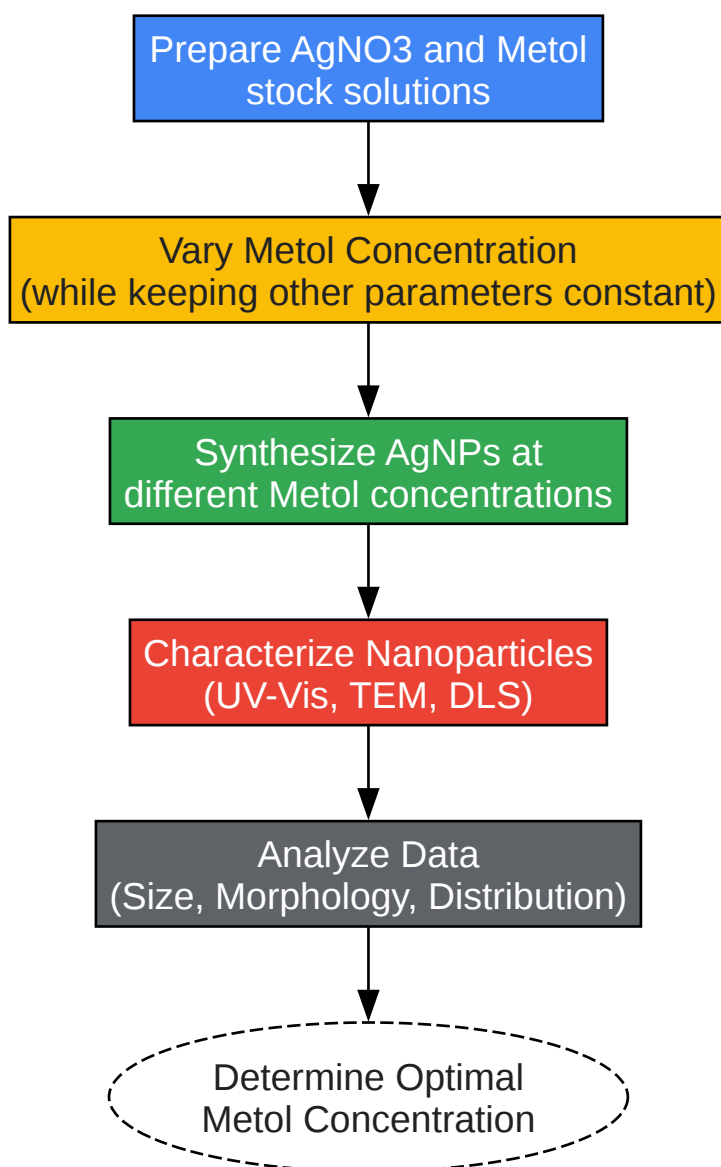 Prepare AgNO3 and Metol
stock solutions
Vary Metol Concentration
(while keeping other parameters constant)
Synthesize AgNPs at
different Metol concentrations
Characterize Nanoparticles
(UV-Vis, TEM, DLS)
Analyze Data
(Size, Morphology, Distribution)
Determine Optimal
Metol Concentration